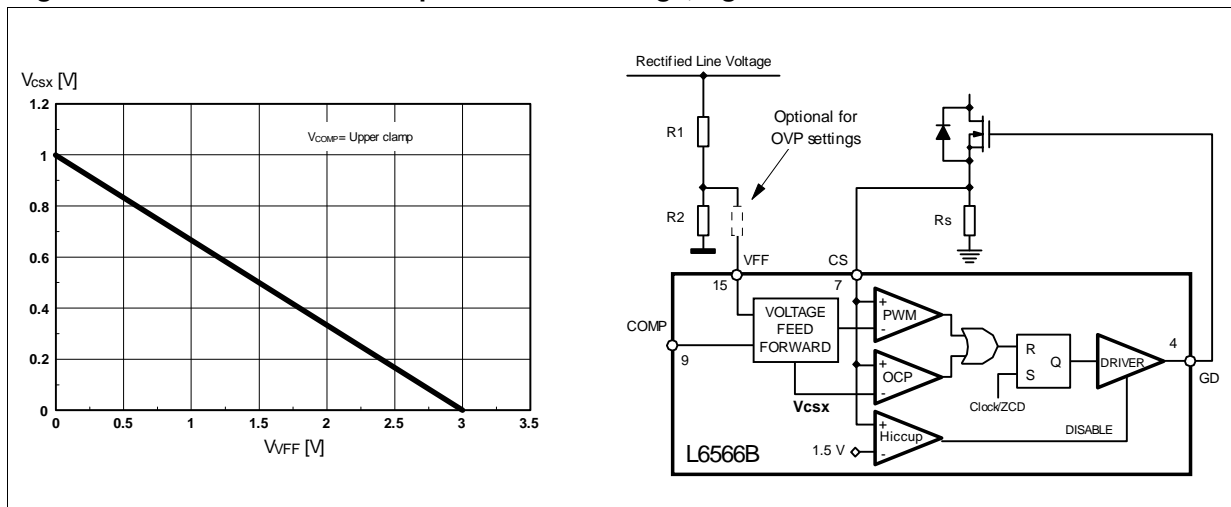 Vcsx [V]
1.2
1
0.8
0.6
0.4
0.2
0
VCOMP= Upper clamp
0
0.5
1
1.5
2
2.5
3
3.5
VVFF [V]
Rectified Line Voltage
R1
Optional for
OVP settings
R2
Rs
VFF
CS
15
7
COMP
9
VOLTAGE
FEED
FORWARD
+
PWM
-
+
OCP
-
Vcsx
+
Hiccup
-
1.5 V
R
Q
S
Clock/ZCD
DRIVER
4
GD
DISABLE
L6566B